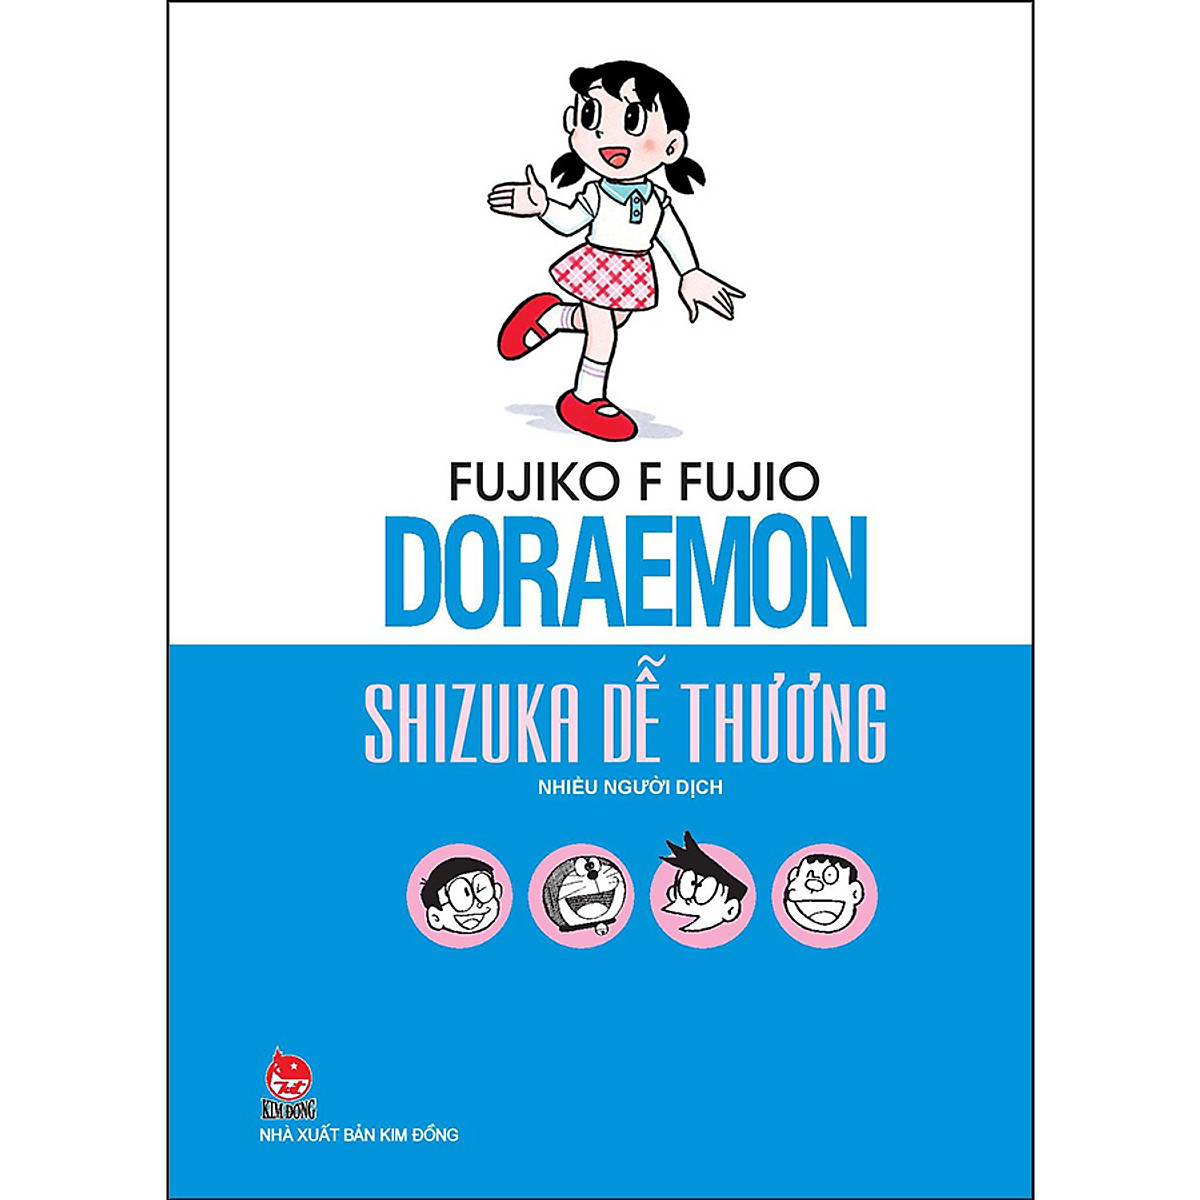 FUJIKO F FUJIO
DORAEMON
SHIZUKA DỄ THƯƠNG
NHIỀU NGƯỜI DỊCH
KIM ĐỒNG
NHÀ XUẤT BẢN KIM ĐỒNG